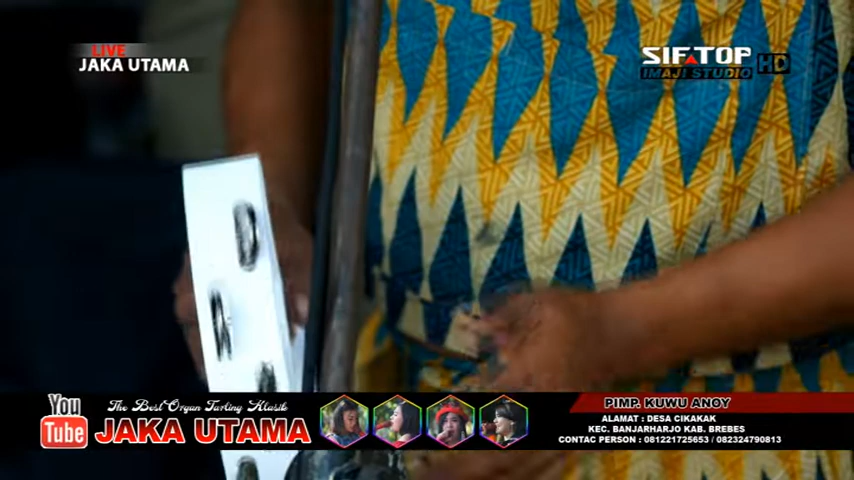 LIVE
JAKA UTAMA
SIFTOP
IMAJI STUDIO HD
You
Tube
The Best Organ Tarling Klasik
JAKA UTAMA
PIMP. KUWU ANOY
ALAMAT : DESA CIKAKAK
KEC. BANJARHARJO KAB. BREBES
CONTAC PERSON : 081221725653 / 082324790813